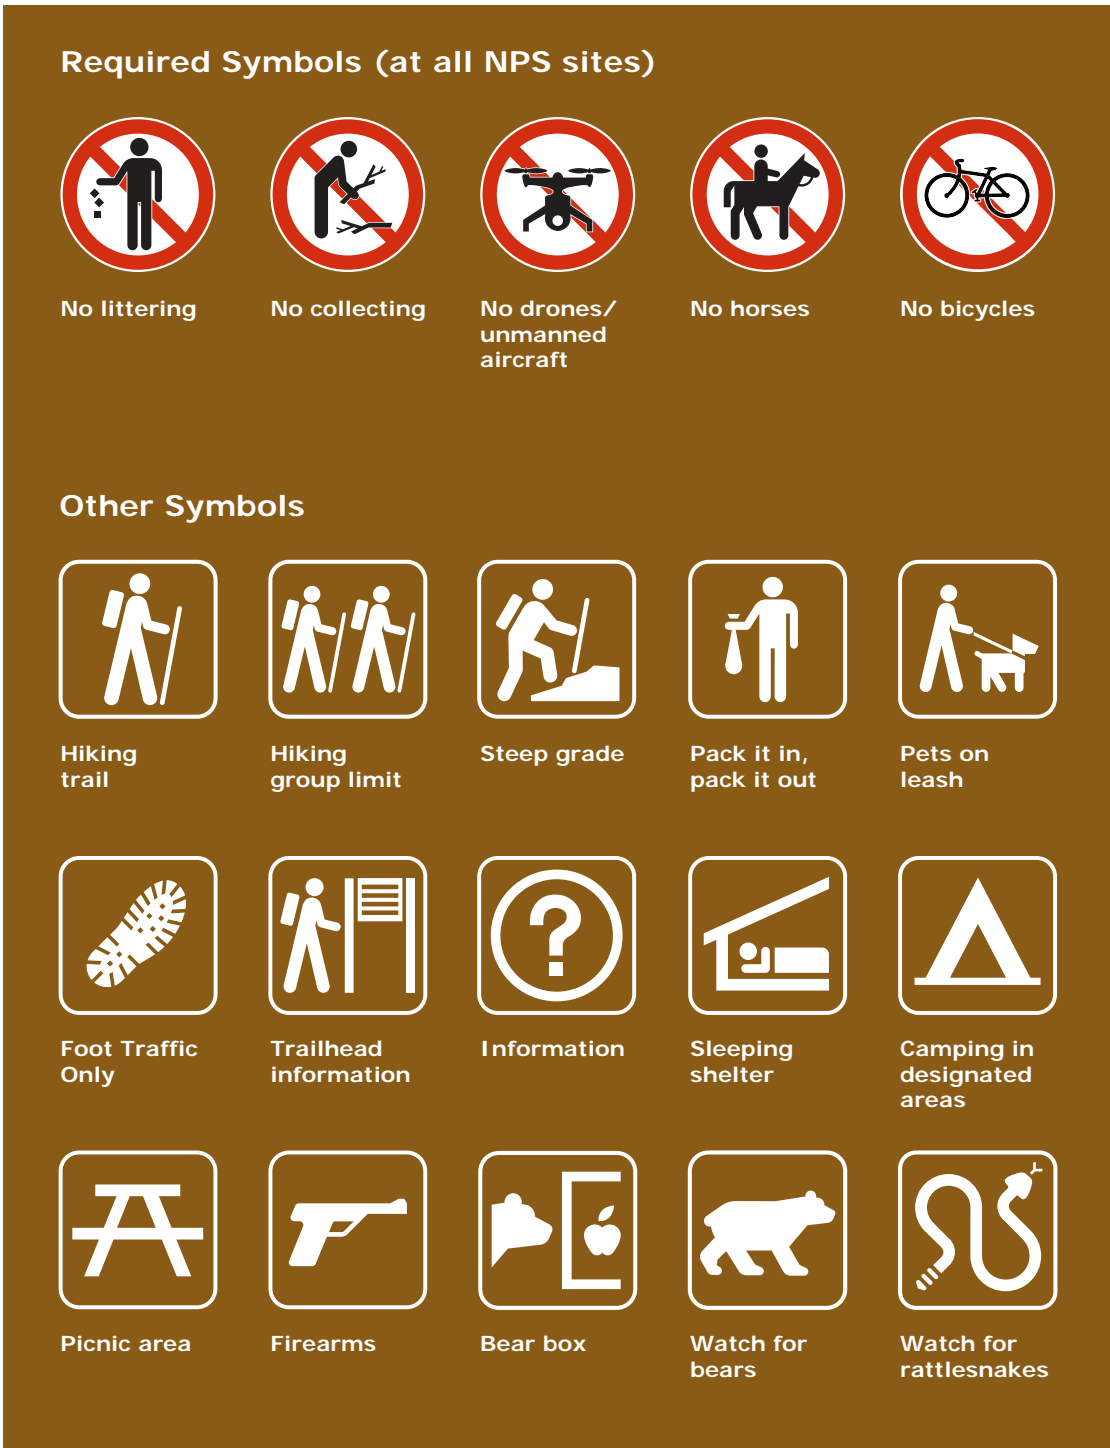 Required Symbols (at all NPS sites)
No littering
No collecting
No drones/
unmanned
aircraft
No horses
No bicycles
Other Symbols
Hiking
trail
Hiking
group limit
Steep grade
Pack it in,
pack it out
Pets on
leash
Foot Traffic
Only
Trailhead
information
?
Information
Sleeping
shelter
Camping in
designated
areas
Picnic area
Firearms
Bear box
Watch for
bears
Watch for
rattlesnakes